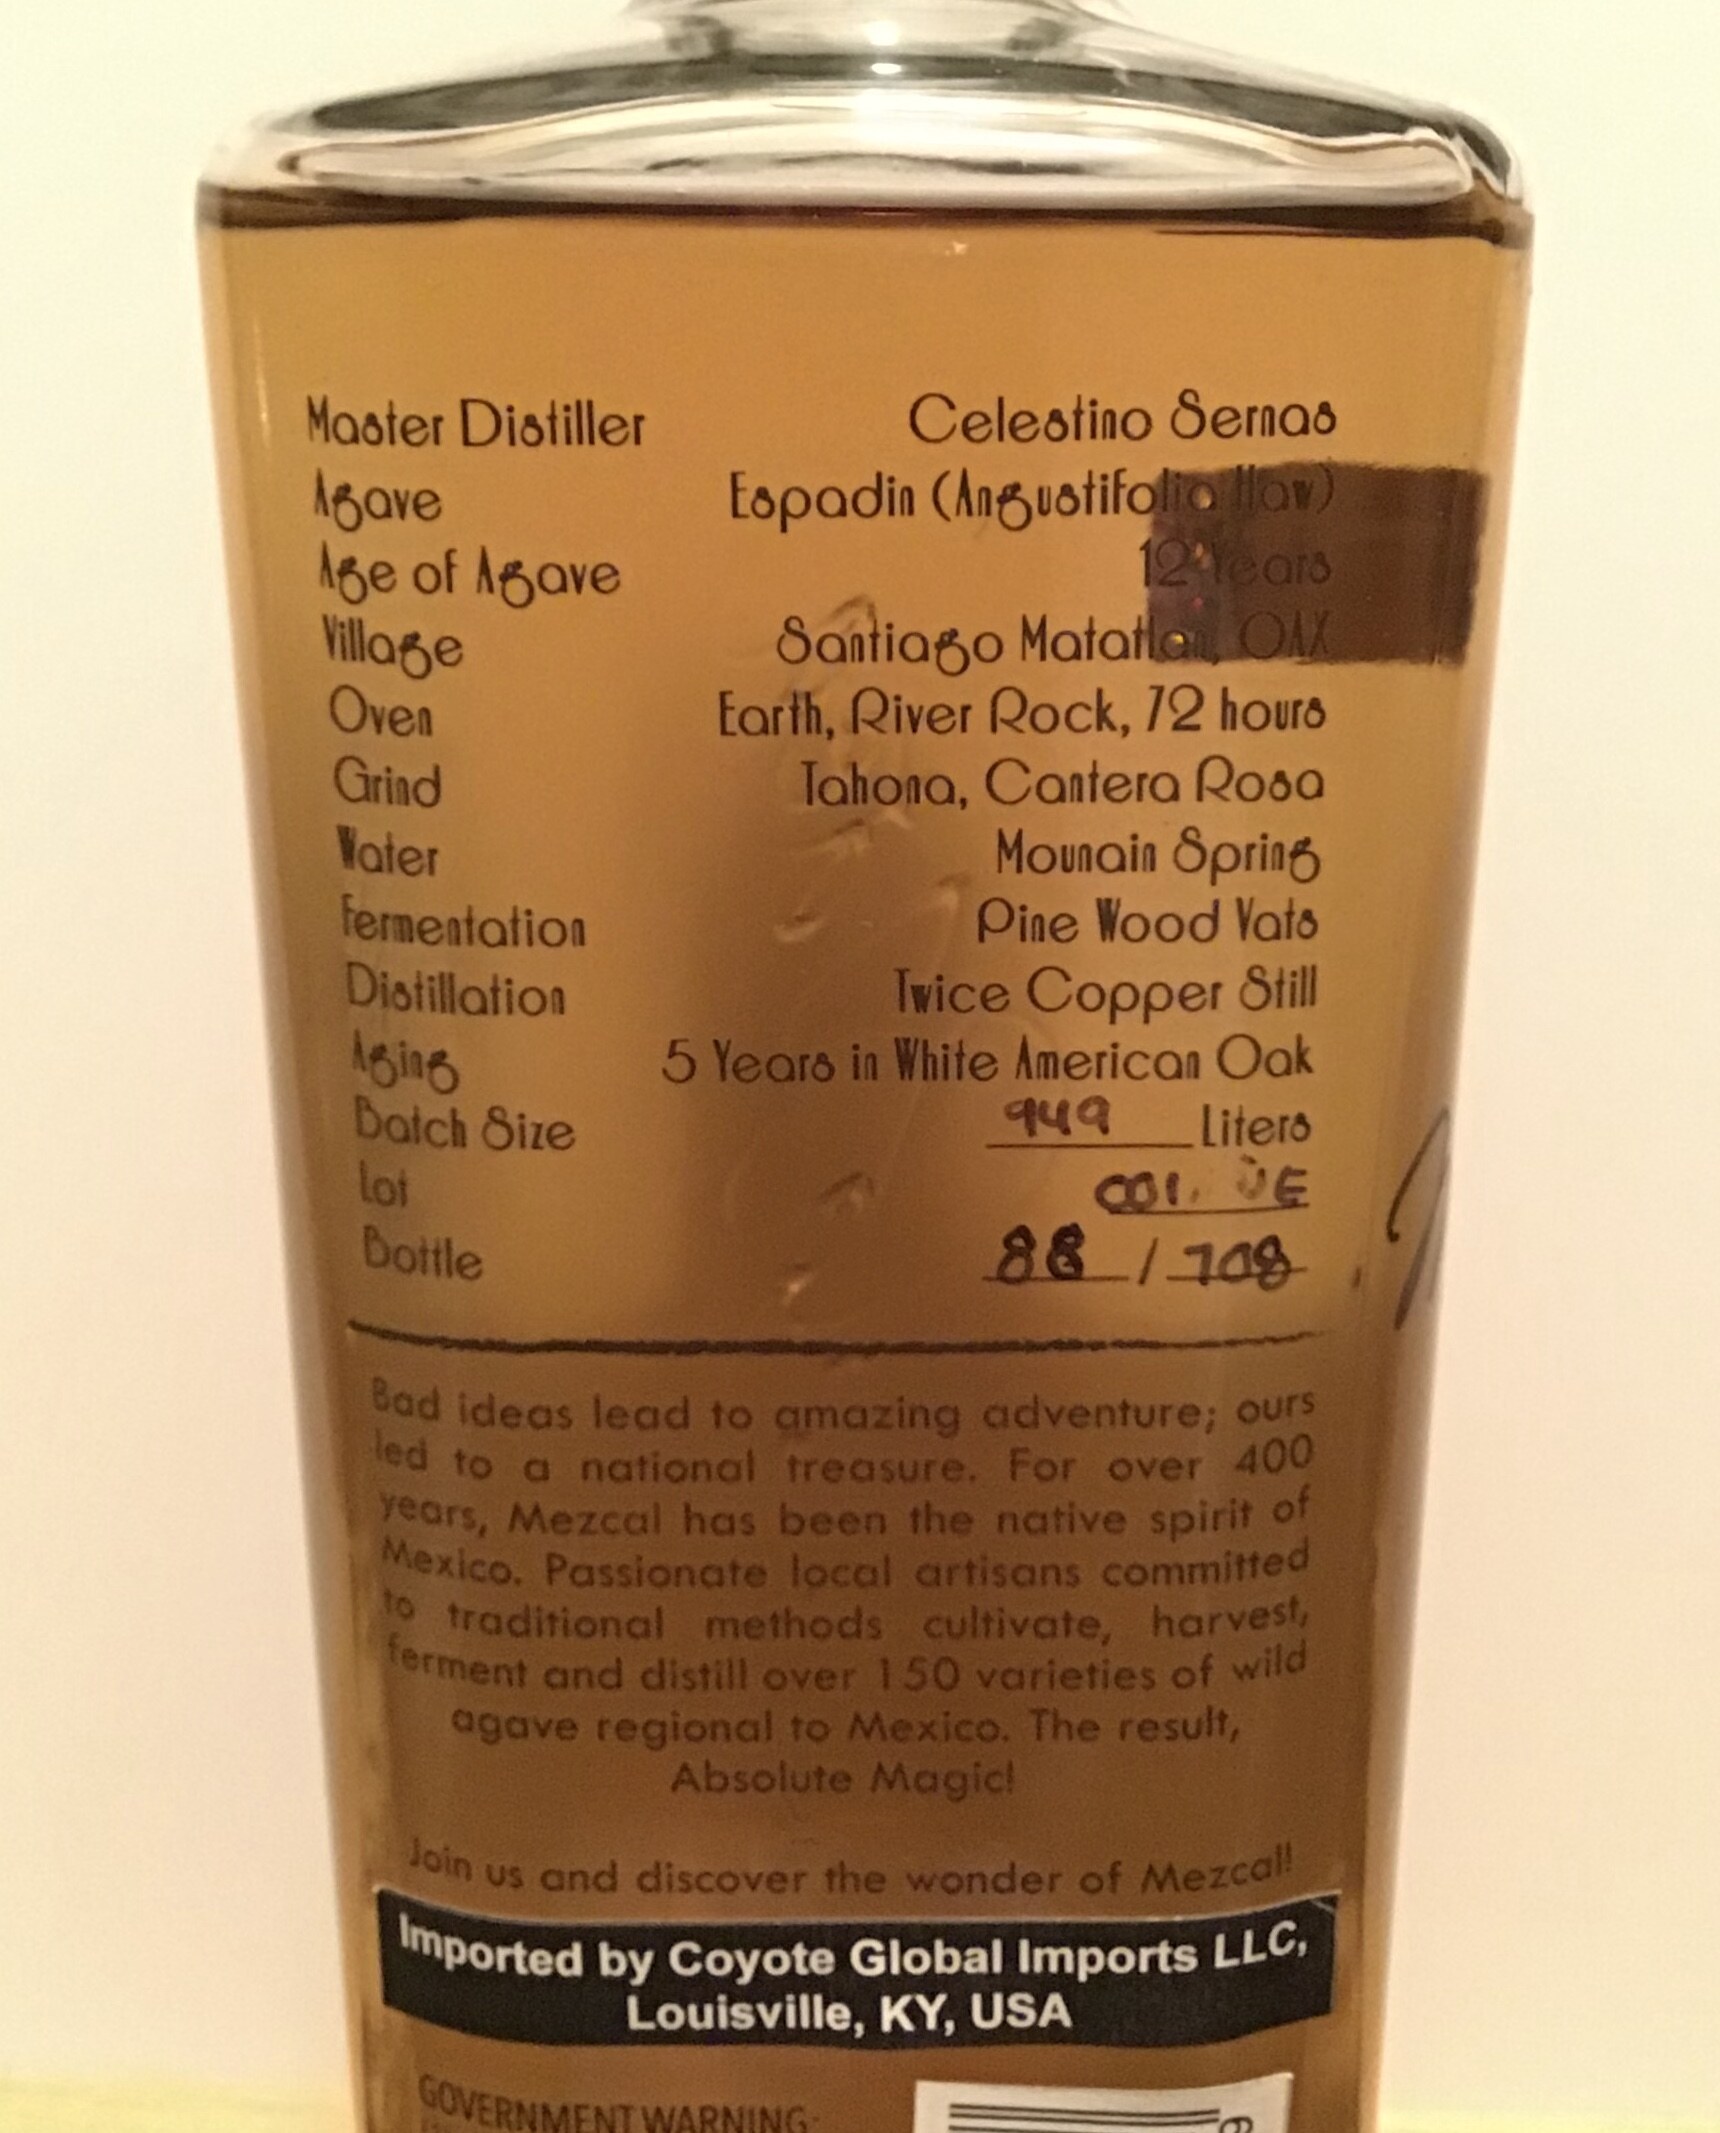 Master Distiller Celestino Sernas
Agave Espadin (Angustifolia Haw)
Age of Agave 12 Years
Village Santiago Matatlan, OAX
Oven Earth, River Rock, 72 hours
Grind Tahona, Cantera Rosa
Water Mounain Spring
Fermentation Pine Wood Vats
Distillation Twice Copper Still
Aging 5 Years in White American Oak
Batch Size 949 Liters
Lot
Bottle 88 / 708
Bad ideas lead to amazing adventure; ours
led to a national treasure. For over 400
years, Mezcal has been the native spirit of
Mexico. Passionate local artisans committed
to traditional methods cultivate, harvest,
ferment and distill over 150 varieties of wild
agave regional to Mexico. The result,
Absolute Magic!
Join us and discover the wonder of Mezcal!
Imported by Coyote Global Imports LLC,
Louisville, KY, USA
GOVERNMENT WARNING: